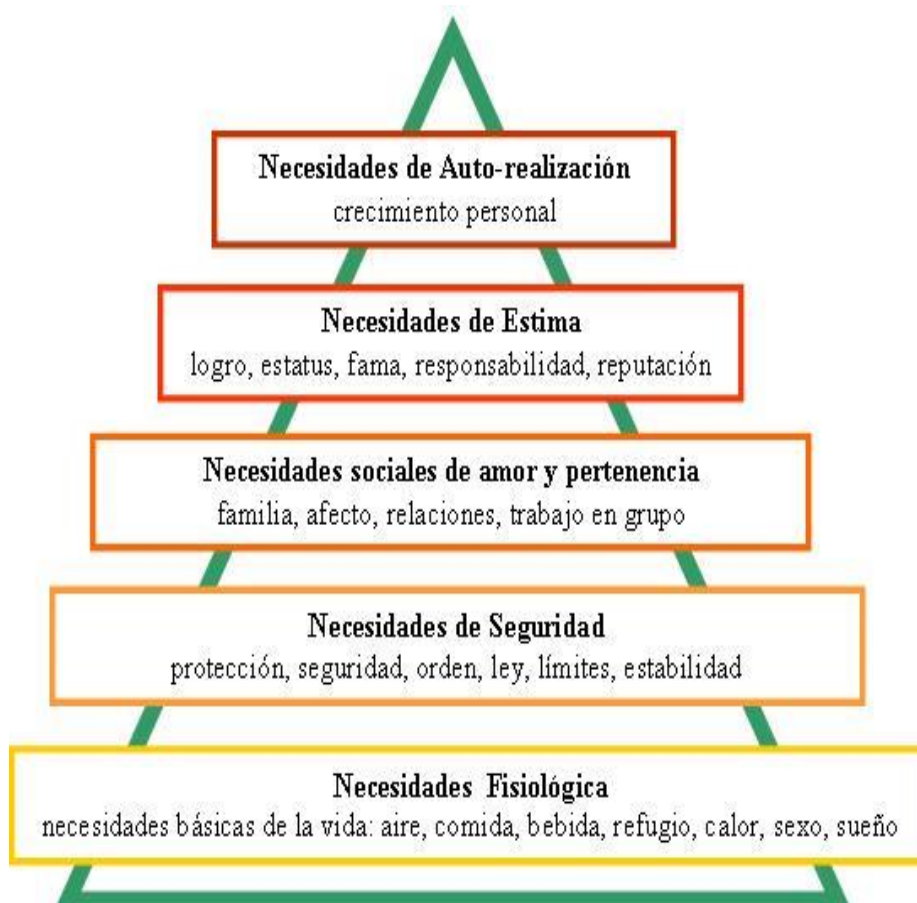 Necesidades de Auto-realización
crecimiento personal
Necesidades de Estima
logro, estatus, fama, responsabilidad, reputación
Necesidades sociales de amor y pertenencia
familia, afecto, relaciones, trabajo en grupo
Necesidades de Seguridad
protección, seguridad, orden, ley, límites, estabilidad
Necesidades Fisiológica
necesidades básicas de la vida: aire, comida, bebida, refugio, calor, sexo, sueño